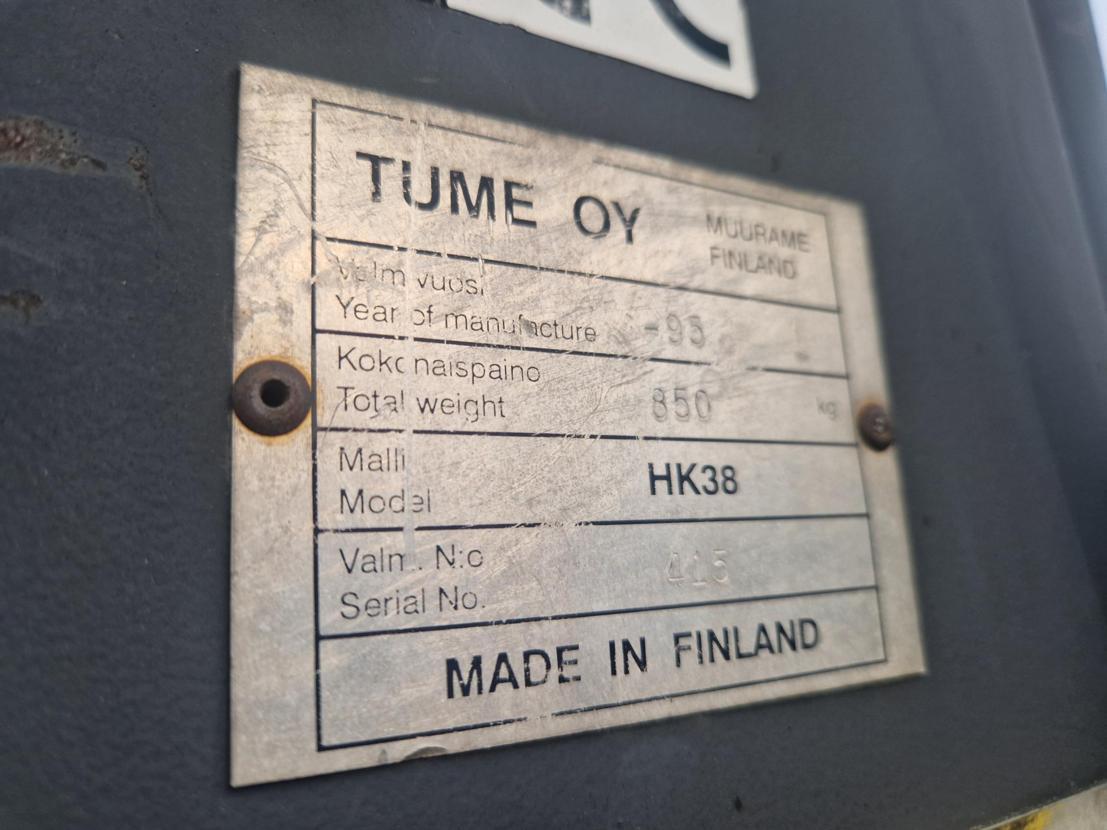 TUME OY
MUURAME
FINLAND
Valm vuosi
Year of manufacture -95
Kokonaispaino
Total weight 850 kg
Malli
Model HK38
Valm. N:o
Serial No. 415
MADE IN FINLAND